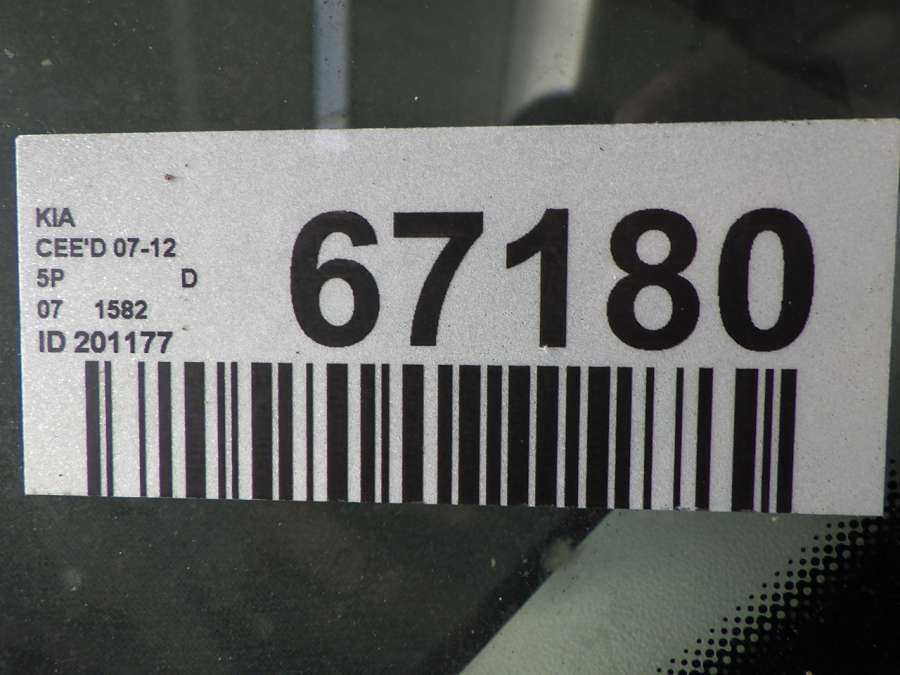 KIA
CEE'D 07-12
5P D
07 1582
ID 201177
67180